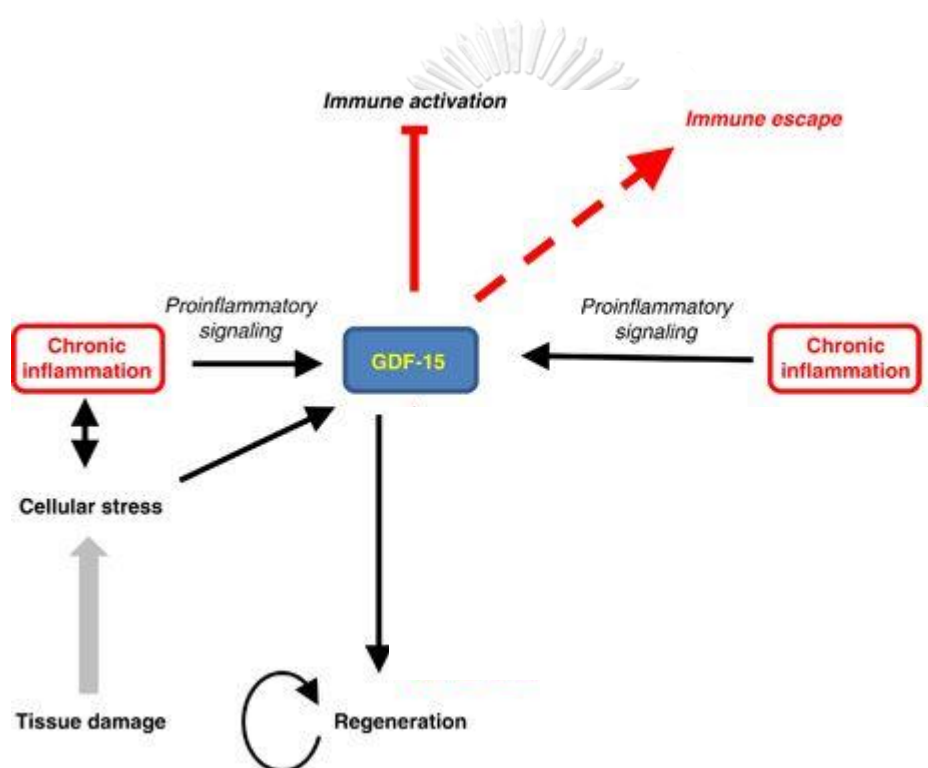 Immune activation
Immune escape
Proinflammatory
signaling
Proinflammatory
signaling
Chronic
inflammation
GDF-15
Chronic
inflammation
Cellular stress
Tissue damage
Regeneration